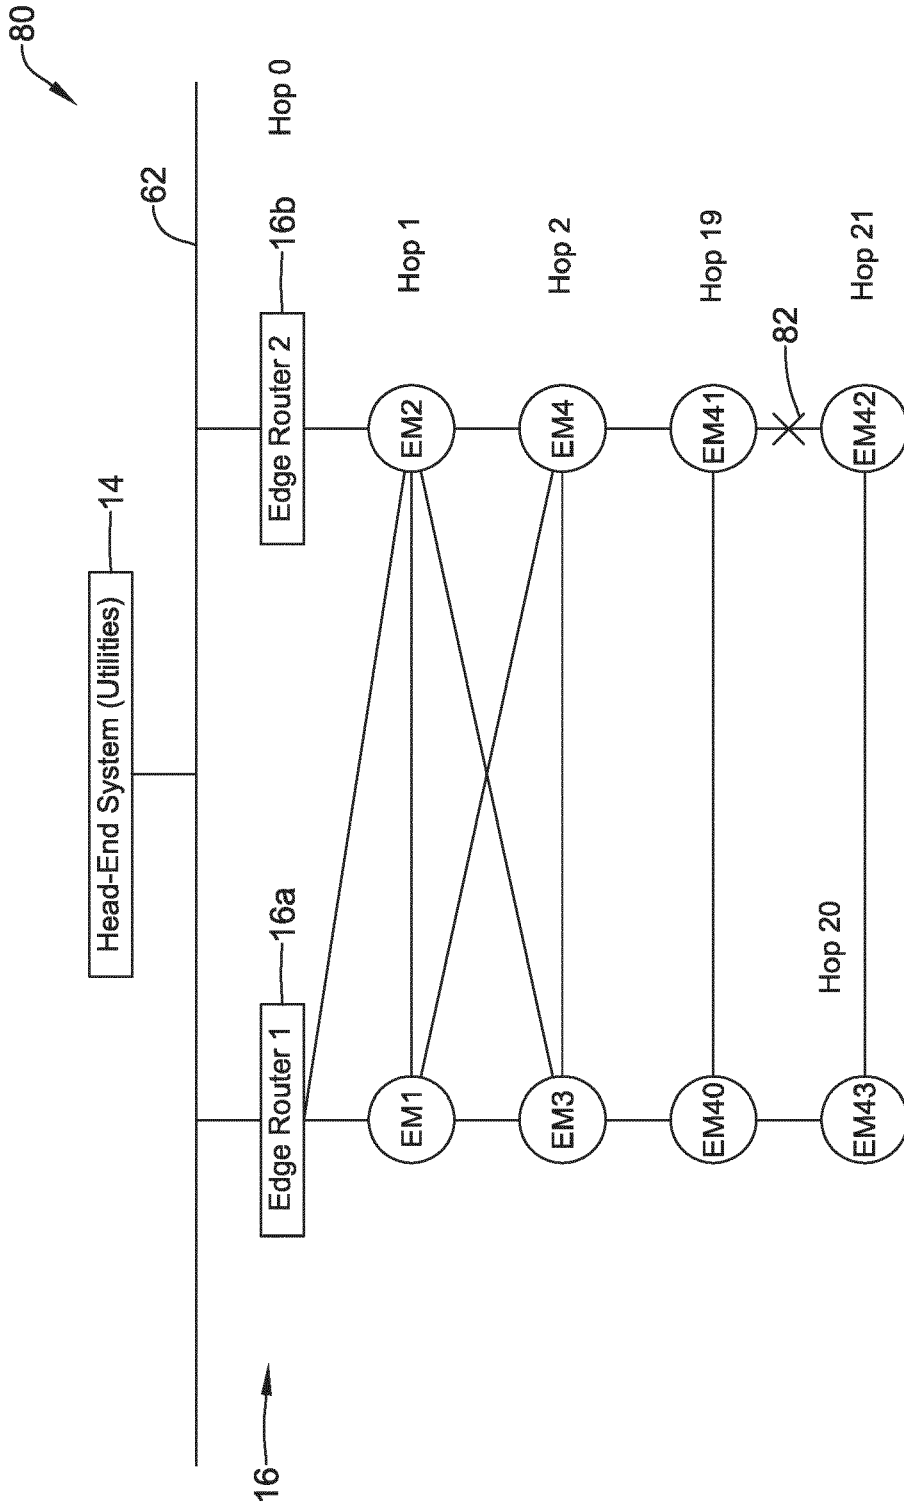 80
Head-End System (Utilities)
14
62
16
Edge Router 1
16a
Edge Router 2
16b
Hop 0
EM1
EM2
Hop 1
EM3
EM4
Hop 2
EM40
EM41
Hop 19
82
Hop 20
EM43
EM42
Hop 21